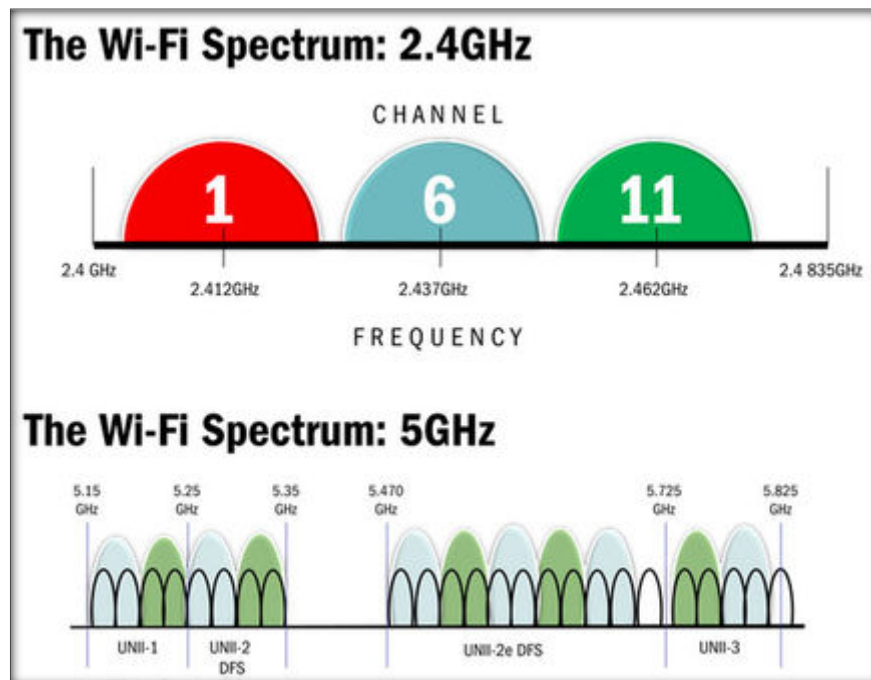 The Wi-Fi Spectrum: 2.4GHz
CHANNEL
1 6 11
2.4 GHz 2.412GHz 2.437GHz 2.462GHz 2.4 835GHz
FREQUENCY
The Wi-Fi Spectrum: 5GHz
5.15 GHz 5.25 GHz 5.35 GHz 5.470 GHz 5.725 GHz 5.825 GHz
UNII-1 UNII-2 DFS UNII-2e DFS UNII-3